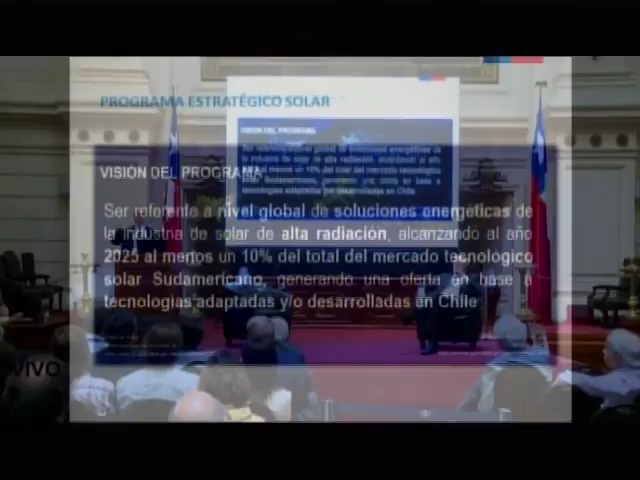 PROGRAMA ESTRATÉGICO SOLAR
VISIÓN DEL PROGRAMA
Ser referente a nivel global de soluciones energéticas de
la industria de solar de alta radiación, alcanzando al año
2025 al menos un 10% del total del mercado tecnológico
solar Sudamericano, generando una oferta en base a
tecnologías adaptadas y/o desarrolladas en Chile
VIVO